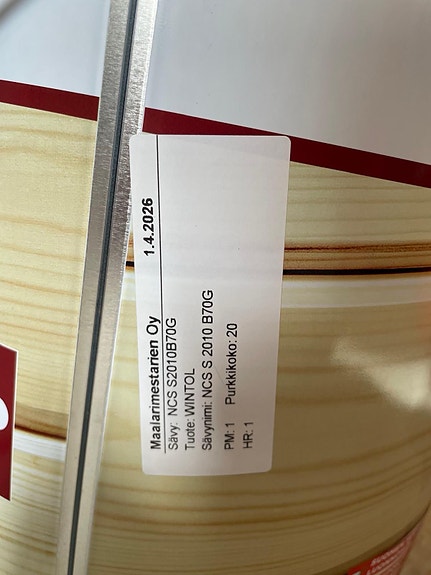 Maalarimestarien Oy 1.4.2026
Sävy: NCS S2010B70G
Tuote: WINTOL
Sävynimi: NCS S 2010 B70G
PM: 1 Purkkikoko: 20
HR: 1